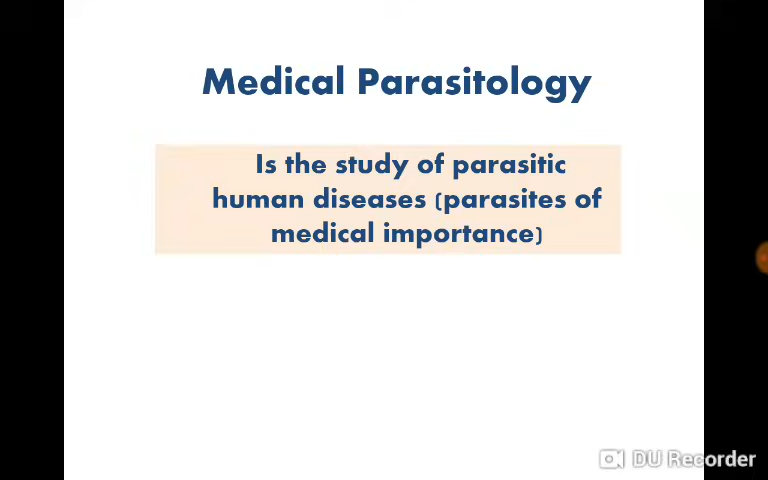 Medical Parasitology
Is the study of parasitic
human diseases (parasites of
medical importance)
DU Recorder